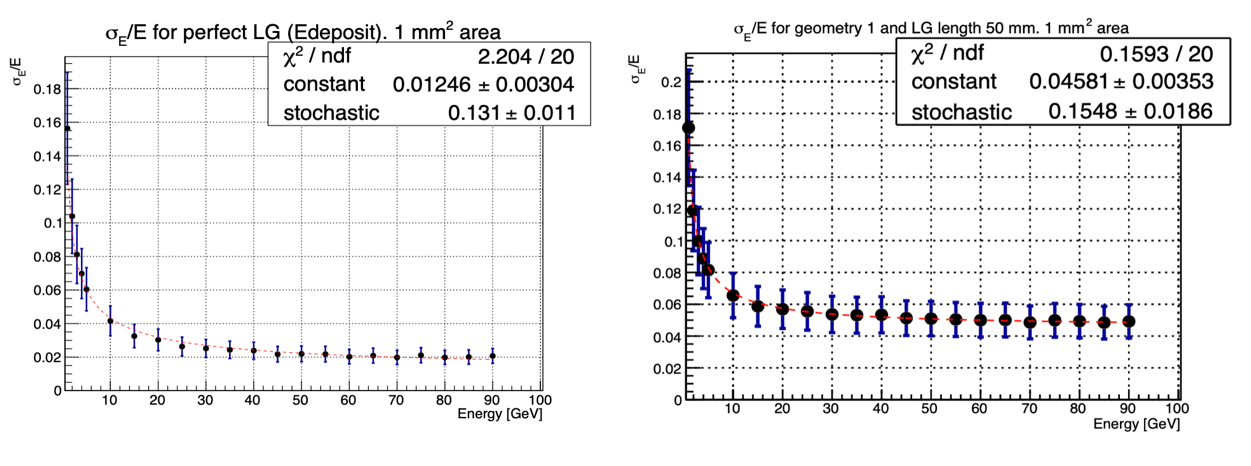 σE/E for perfect LG (Edeposit). 1 mm² area
χ² / ndf 2.204 / 20
constant 0.01246 ± 0.00304
stochastic 0.131 ± 0.011
σE/E
0.18
0.16
0.14
0.12
0.1
0.08
0.06
0.04
0.02
0
10 20 30 40 50 60 70 80 90 100
Energy [GeV]
σE/E for geometry 1 and LG length 50 mm. 1 mm² area
χ² / ndf 0.1593 / 20
constant 0.04581 ± 0.00353
stochastic 0.1548 ± 0.0186
σE/E
0.2
0.18
0.16
0.14
0.12
0.1
0.08
0.06
0.04
0.02
0
10 20 30 40 50 60 70 80 90 100
Energy [GeV]